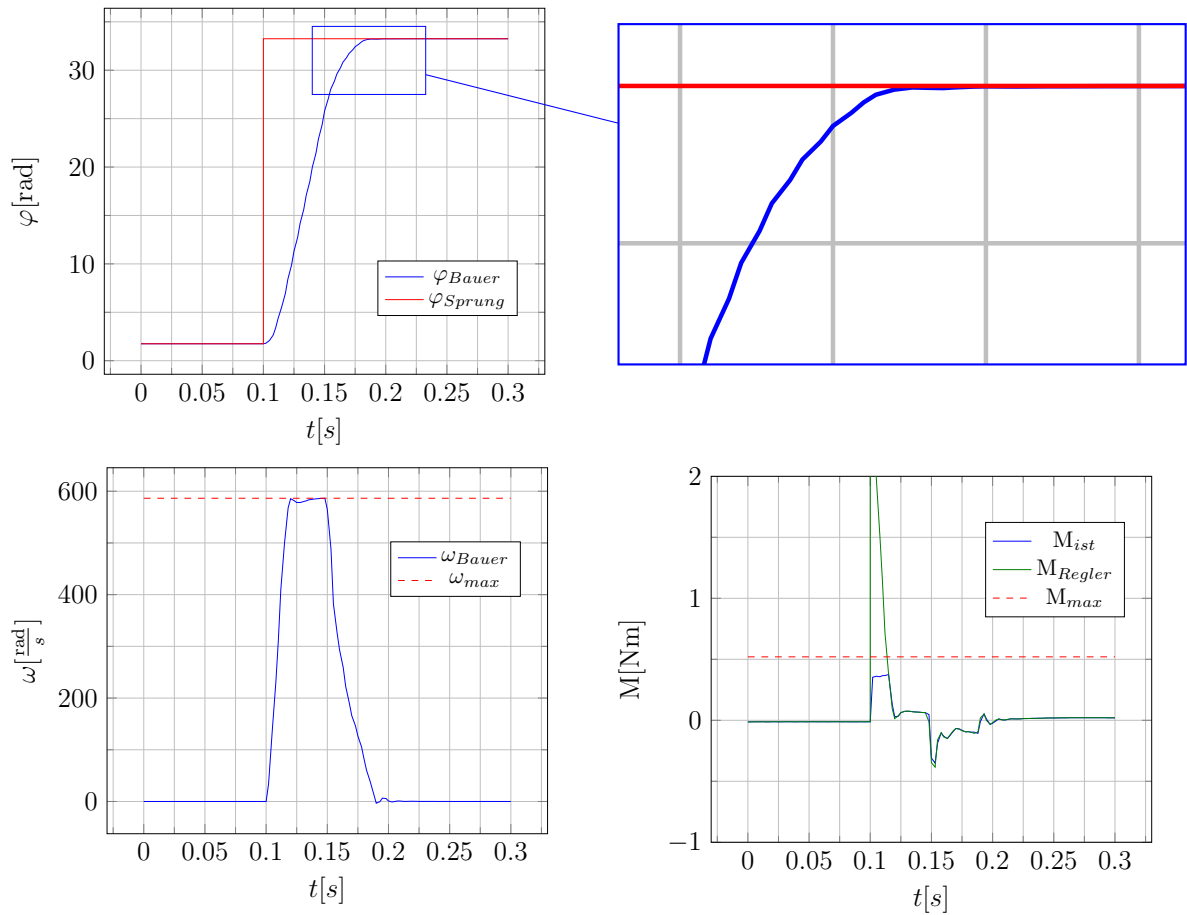 0
10
20
30
φ[rad]
0
0.05
0.1
0.15
0.2
0.25
0.3
t[s]
φBauer
φSprung
0
200
400
600
ω[rad/s]
0
0.05
0.1
0.15
0.2
0.25
0.3
t[s]
ωBauer
ωmax
−1
0
1
2
M[Nm]
0
0.05
0.1
0.15
0.2
0.25
0.3
t[s]
Mist
MRegler
Mmax